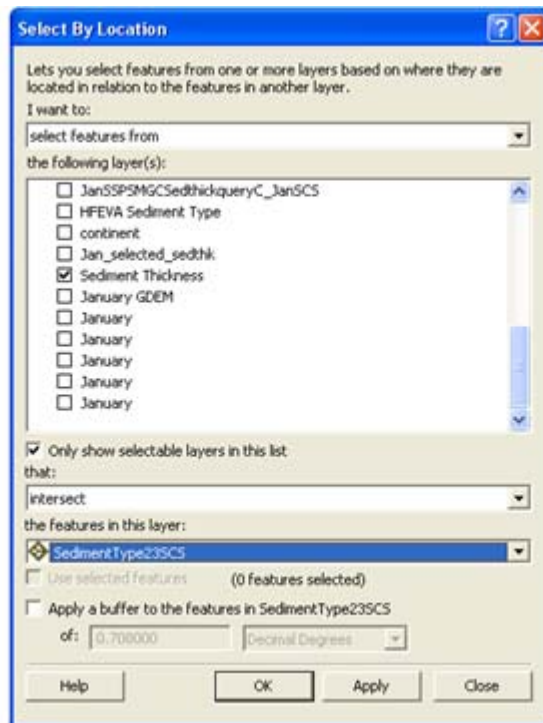 Select By Location
Lets you select features from one or more layers based on where they are
located in relation to the features in another layer.
I want to:
select features from
the following layer(s):
JanSSPSMGCSedthickqueryC_JanSCS
HFEVA Sediment Type
continent
Jan_selected_sedthk
Sediment Thickness
January GDEM
January
January
January
January
January
Only show selectable layers in this list
that:
intersect
the features in this layer:
SedimentType23SCS
Use selected features (0 features selected)
Apply a buffer to the features in SedimentType23SCS
of: 0.700000 Decimal Degrees
Help OK Apply Close